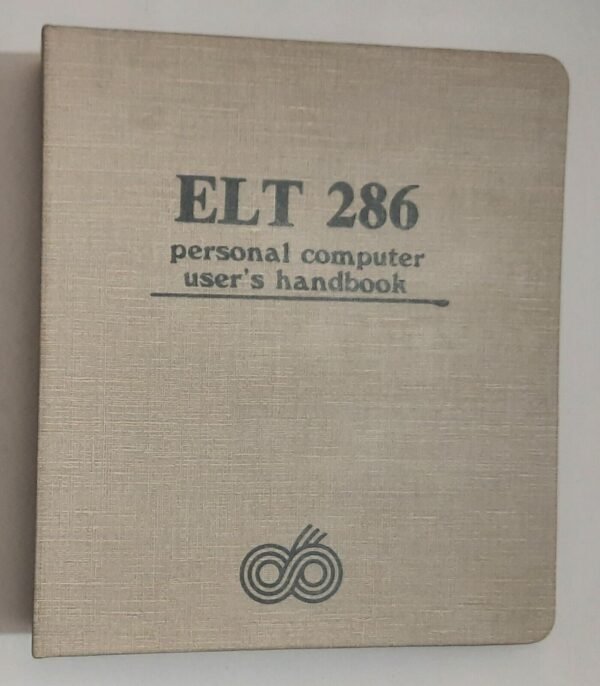 ELT 286
personal computer
user's handbook